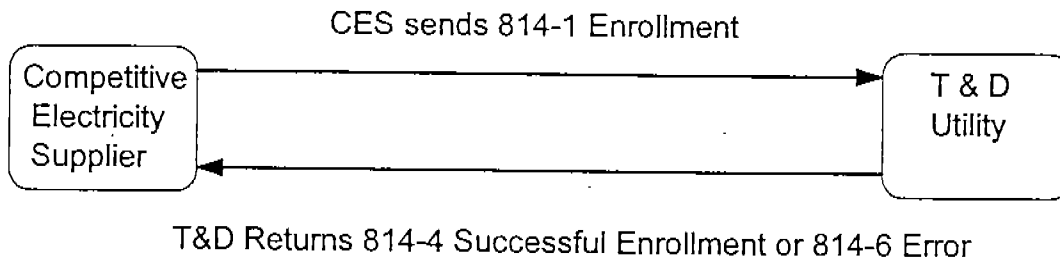 CES sends 814-1 Enrollment
Competitive
Electricity
Supplier
T & D
Utility
T&D Returns 814-4 Successful Enrollment or 814-6 Error